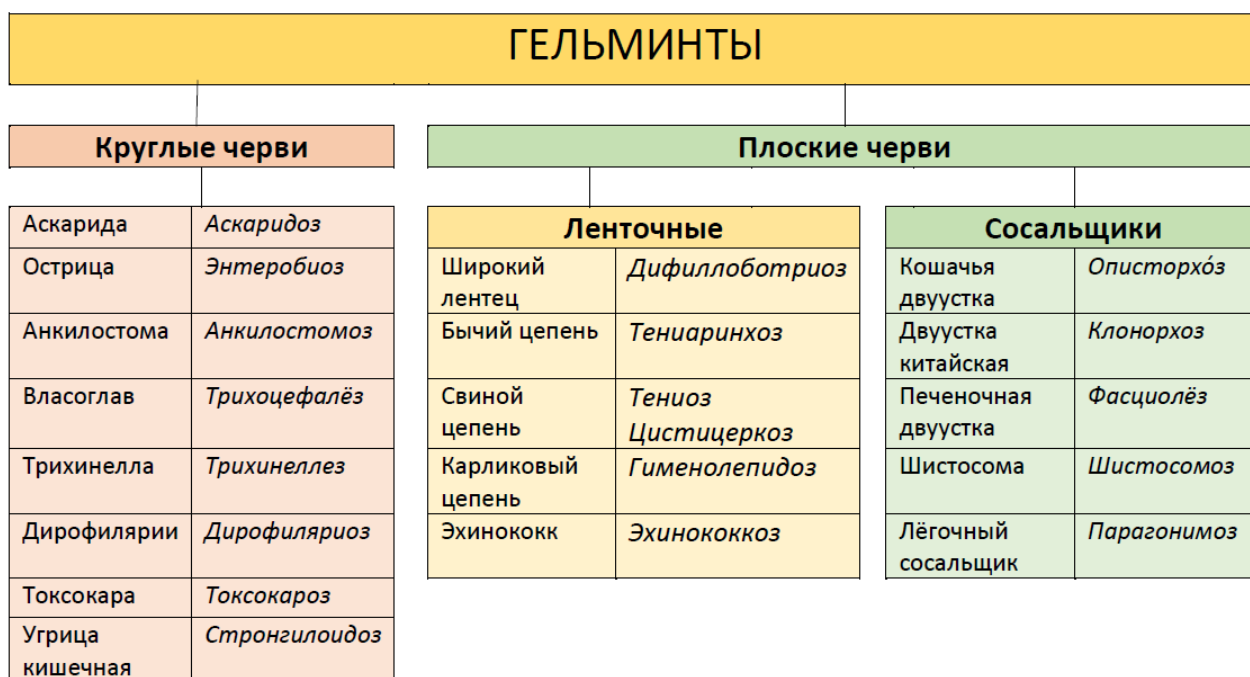 ГЕЛЬМИНТЫ
Круглые черви
Аскарида Аскаридоз
Острица Энтеробиоз
Анкилостома Анкилостомоз
Власоглав Трихоцефалёз
Трихинелла Трихинеллез
Дирофилярии Дирофиляриоз
Токсокара Токсокароз
Угрица Стронгилоидоз
кишечная
Плоские черви
Ленточные
Широкий Дифиллоботриоз
лентец
Бычий цепень Тениаринхоз
Свиной Тениоз
цепень Цистицеркоз
Карликовый Гименолепидоз
цепень
Эхинококк Эхинококкоз
Сосальщики
Кошачья Описторхóз
двуустка
Двуустка Клонорхоз
китайская
Печеночная Фасциолёз
двуустка
Шистосома Шистосомоз
Лёгочный Парагонимоз
сосальщик